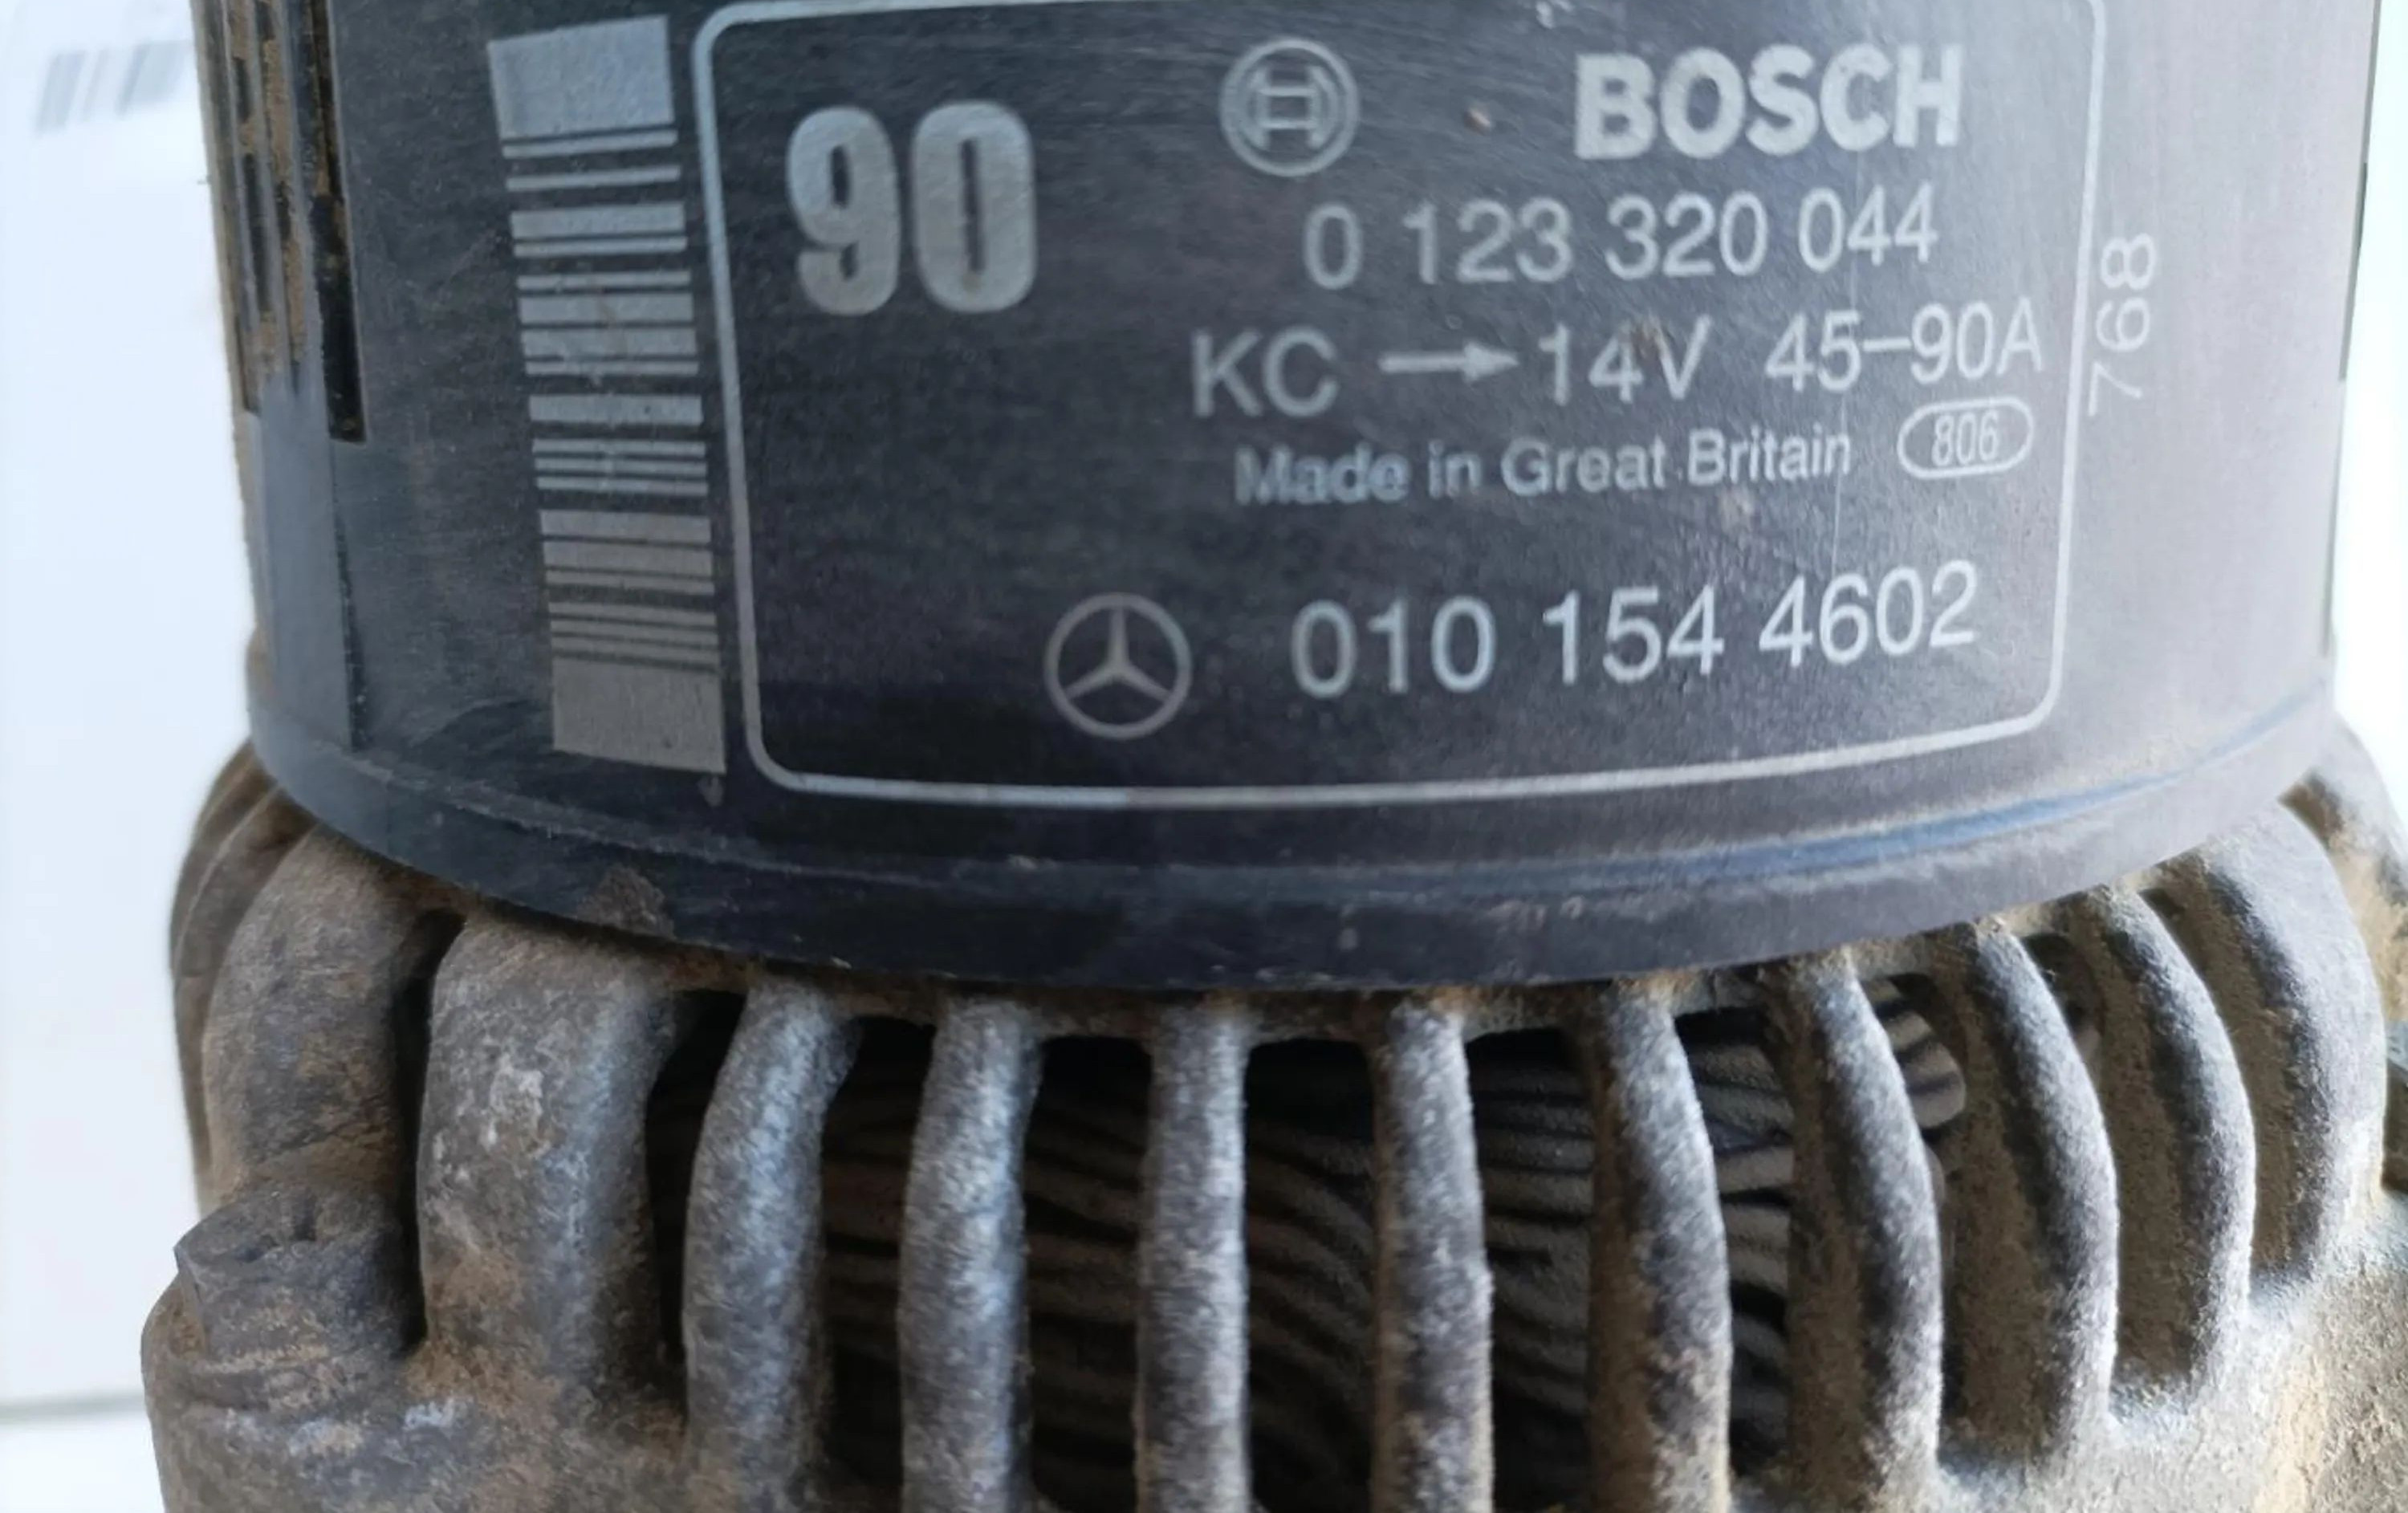 90
BOSCH
0 123 320 044
KC → 14V 45–90A
Made in Great Britain 806
010 154 4602
768